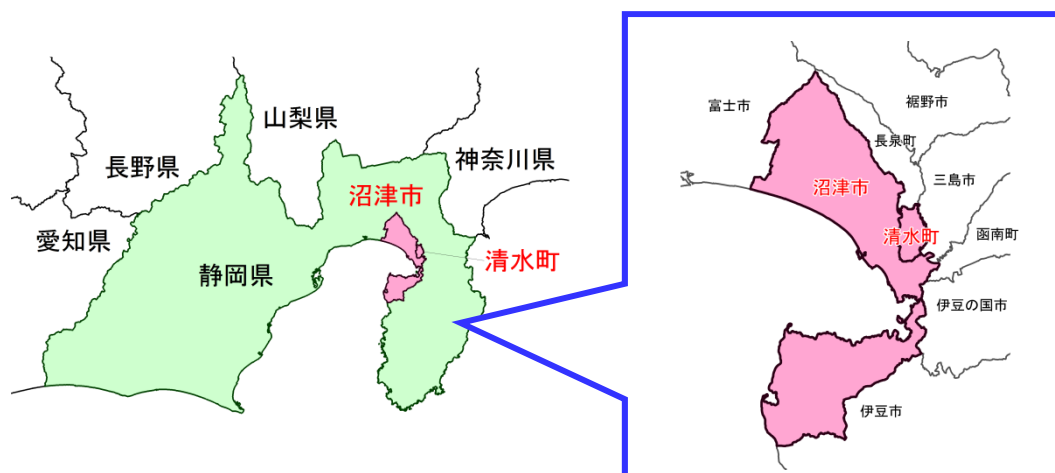 山梨県
長野県
神奈川県
沼津市
愛知県
清水町
静岡県
富士市
裾野市
長泉町
三島市
沼津市
清水町
函南町
伊豆の国市
伊豆市